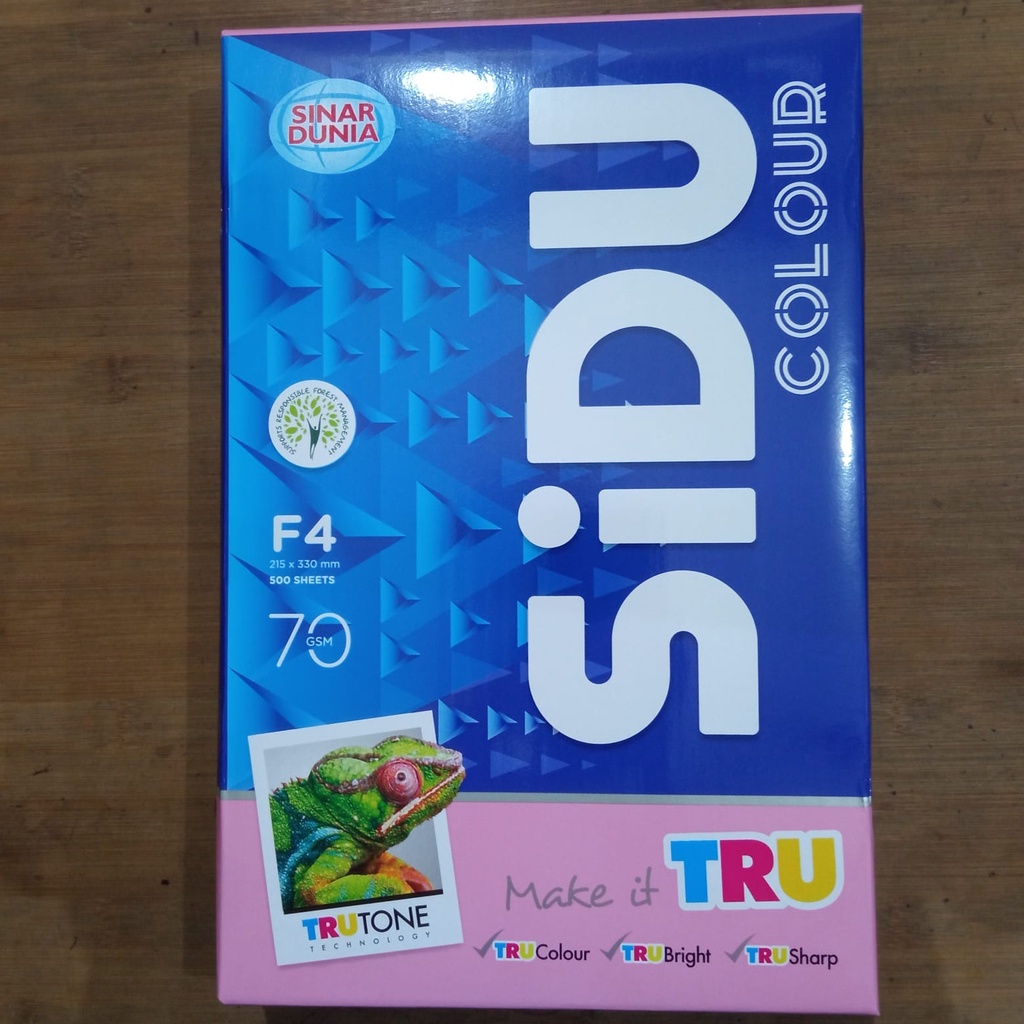 SINAR
DUNIA
SiDU
COLOUR
SUPPORTS RESPONSIBLE FOREST MANAGEMENT
F4
215 x 330 mm
500 SHEETS
70
GSM
TRUTONE
TECHNOLOGY
Make it TRU
TRUColour TRUBright TRUSharp